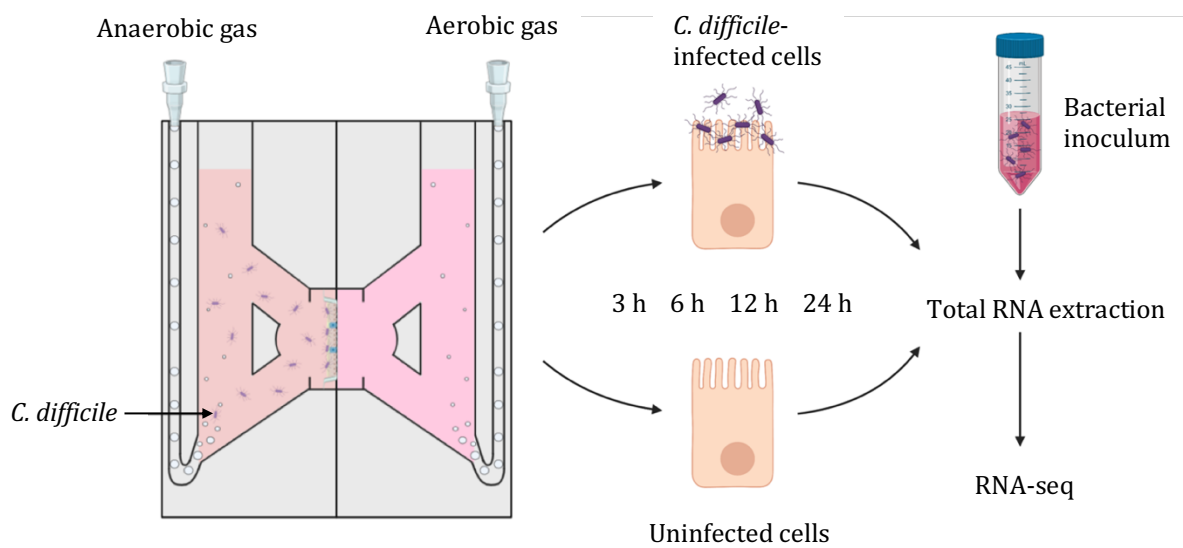 Anaerobic gas
Aerobic gas
C. difficile-
infected cells
Bacterial
inoculum
3 h 6 h 12 h 24 h
Total RNA extraction
C. difficile
RNA-seq
Uninfected cells